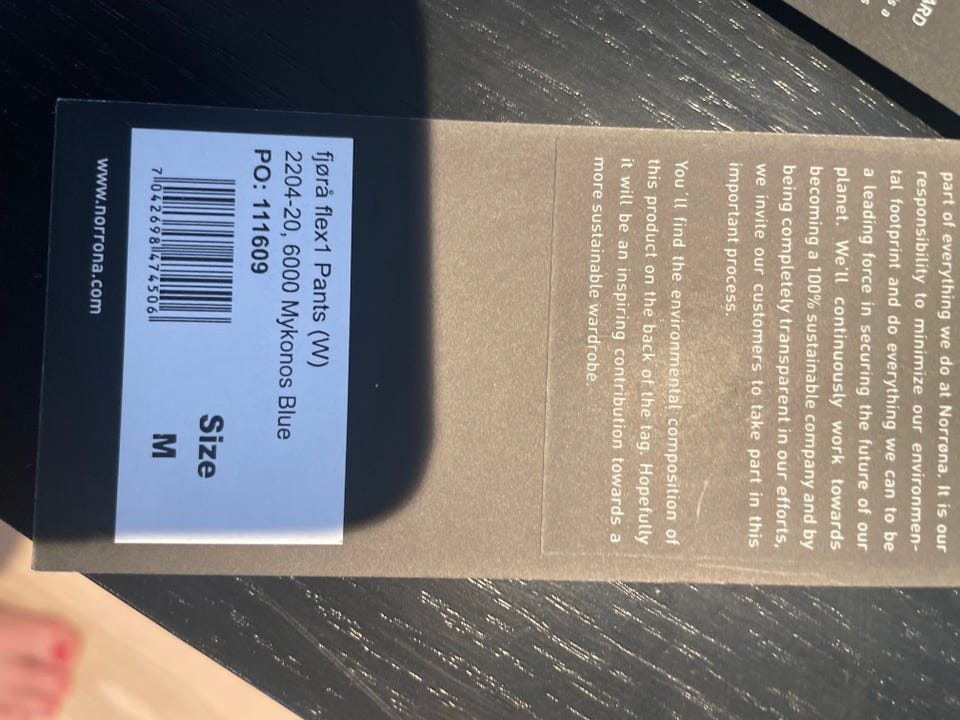 part of everything we do at Norrøna. It is our
responsibility to minimize our environmen-
tal footprint and do everything we can to be
a leading force in securing the future of our
planet. We'll continuously work towards
becoming a 100% sustainable company and by
being completely transparent in our efforts,
we invite our customers to take part in this
important process.
You'll find the environmental composition of
this product on the back of the tag. Hopefully
it will be an inspiring contribution towards a
more sustainable wardrobe.
fjørå flex1 Pants (W)
2204-20, 6000 Mykonos Blue
PO: 111609
Size
M
7042698474506
www.norrona.com